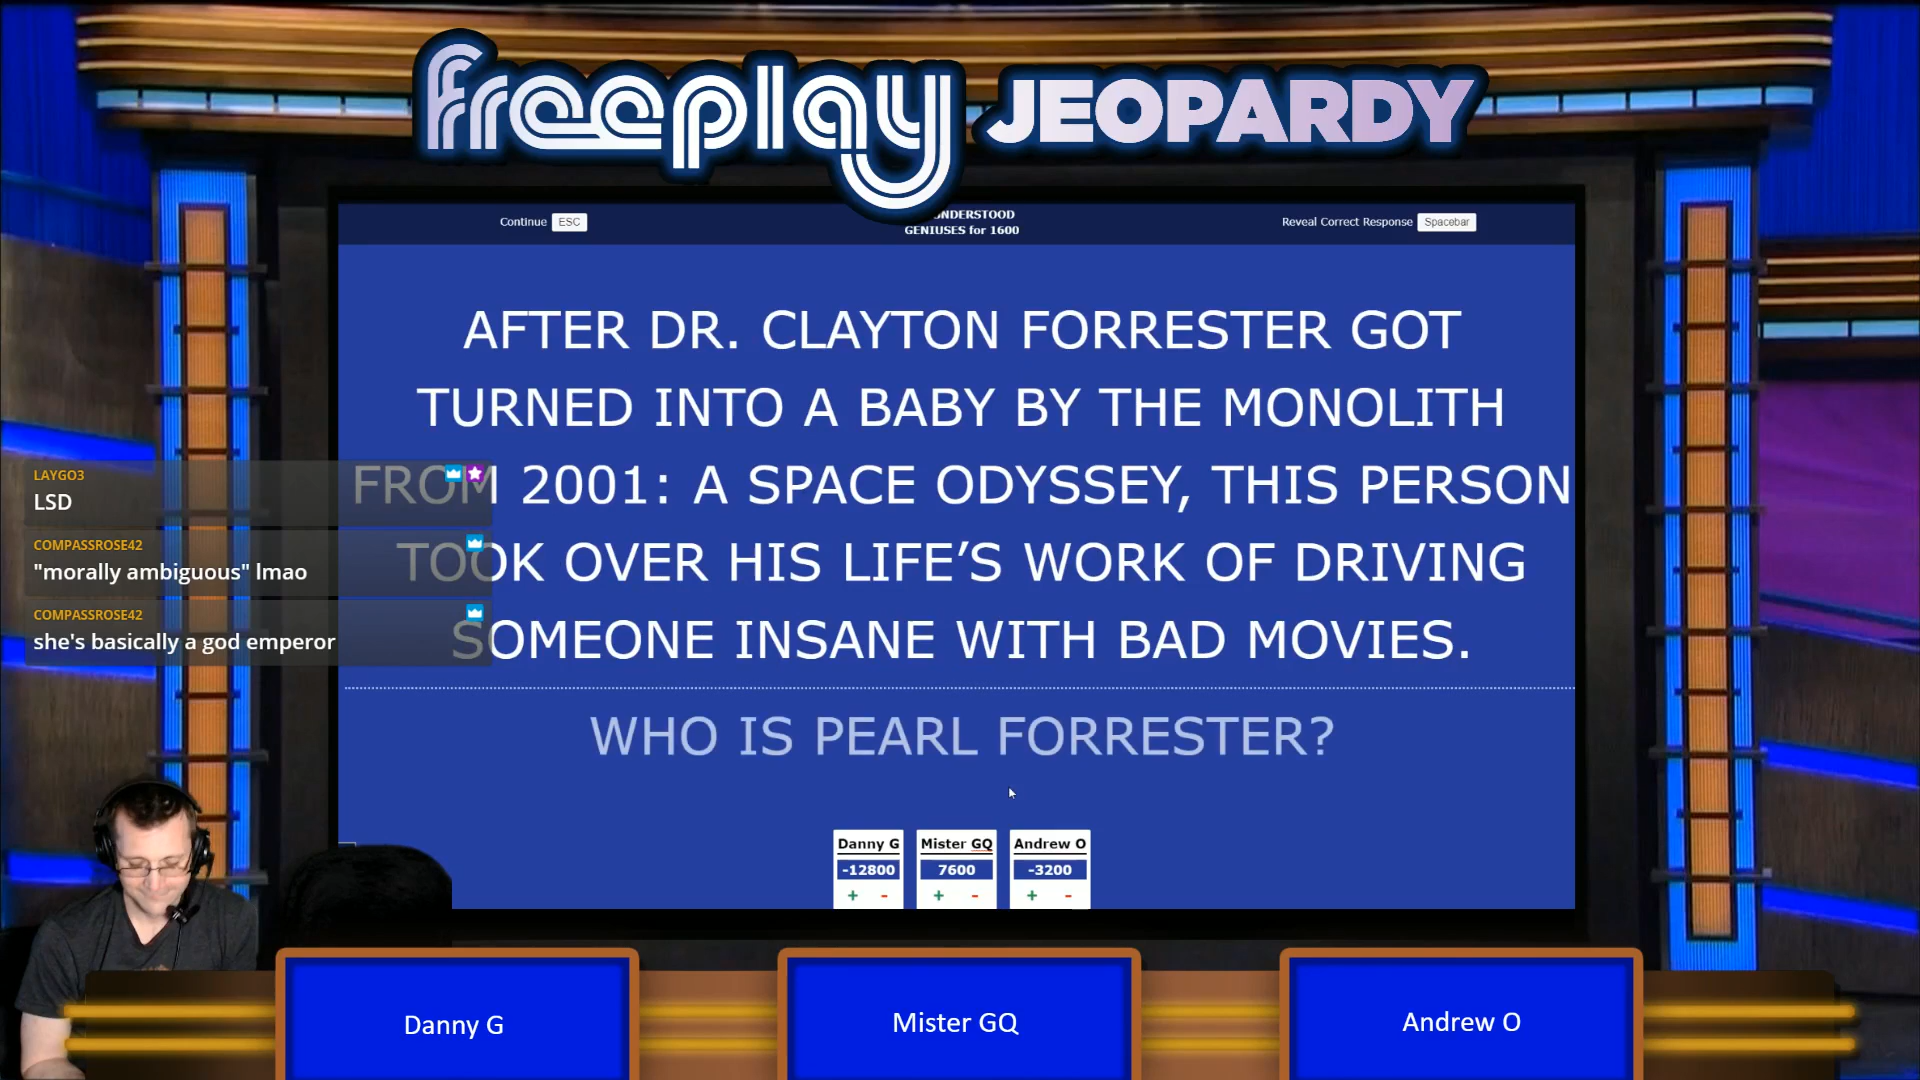 freeplay JEOPARDY
Continue ESC
GENIUSES for 1600
Reveal Correct Response Spacebar
AFTER DR. CLAYTON FORRESTER GOT
TURNED INTO A BABY BY THE MONOLITH
FROM 2001: A SPACE ODYSSEY, THIS PERSON
TOOK OVER HIS LIFE’S WORK OF DRIVING
SOMEONE INSANE WITH BAD MOVIES.
WHO IS PEARL FORRESTER?
LAYGO3
LSD
COMPASSROSE42
"morally ambiguous" lmao
COMPASSROSE42
she's basically a god emperor
Danny G Mister GQ Andrew O
-12800 7600 -3200
+ - + - + -
Danny G
Mister GQ
Andrew O